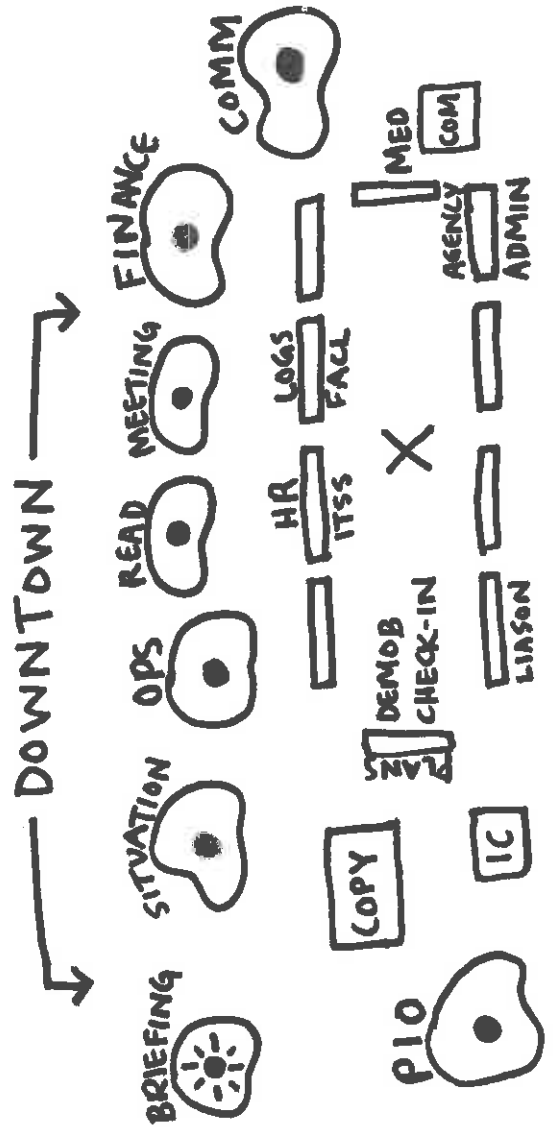 DOWNTOWN
BRIEFING
SITUATION
OPS
READ
MEETING
FINANCE
COMM
HR
ITSS
LOGS
FACL
COPY
PLANS
DEMOB
CHECK-IN
X
MED
COM
PIO
IC
LIASON
AGENCY
ADMIN